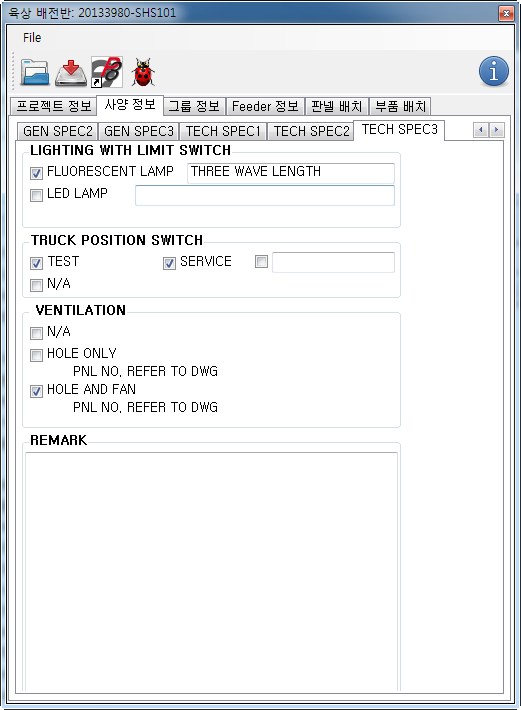 육상 배전반: 20133980-SHS101
File
프로젝트 정보 사양 정보 그룹 정보 Feeder 정보 판넬 배치 부품 배치
GEN SPEC2 GEN SPEC3 TECH SPEC1 TECH SPEC2 TECH SPEC3
LIGHTING WITH LIMIT SWITCH
FLUORESCENT LAMP THREE WAVE LENGTH
LED LAMP
TRUCK POSITION SWITCH
TEST SERVICE
N/A
VENTILATION
N/A
HOLE ONLY
PNL NO, REFER TO DWG
HOLE AND FAN
PNL NO, REFER TO DWG
REMARK